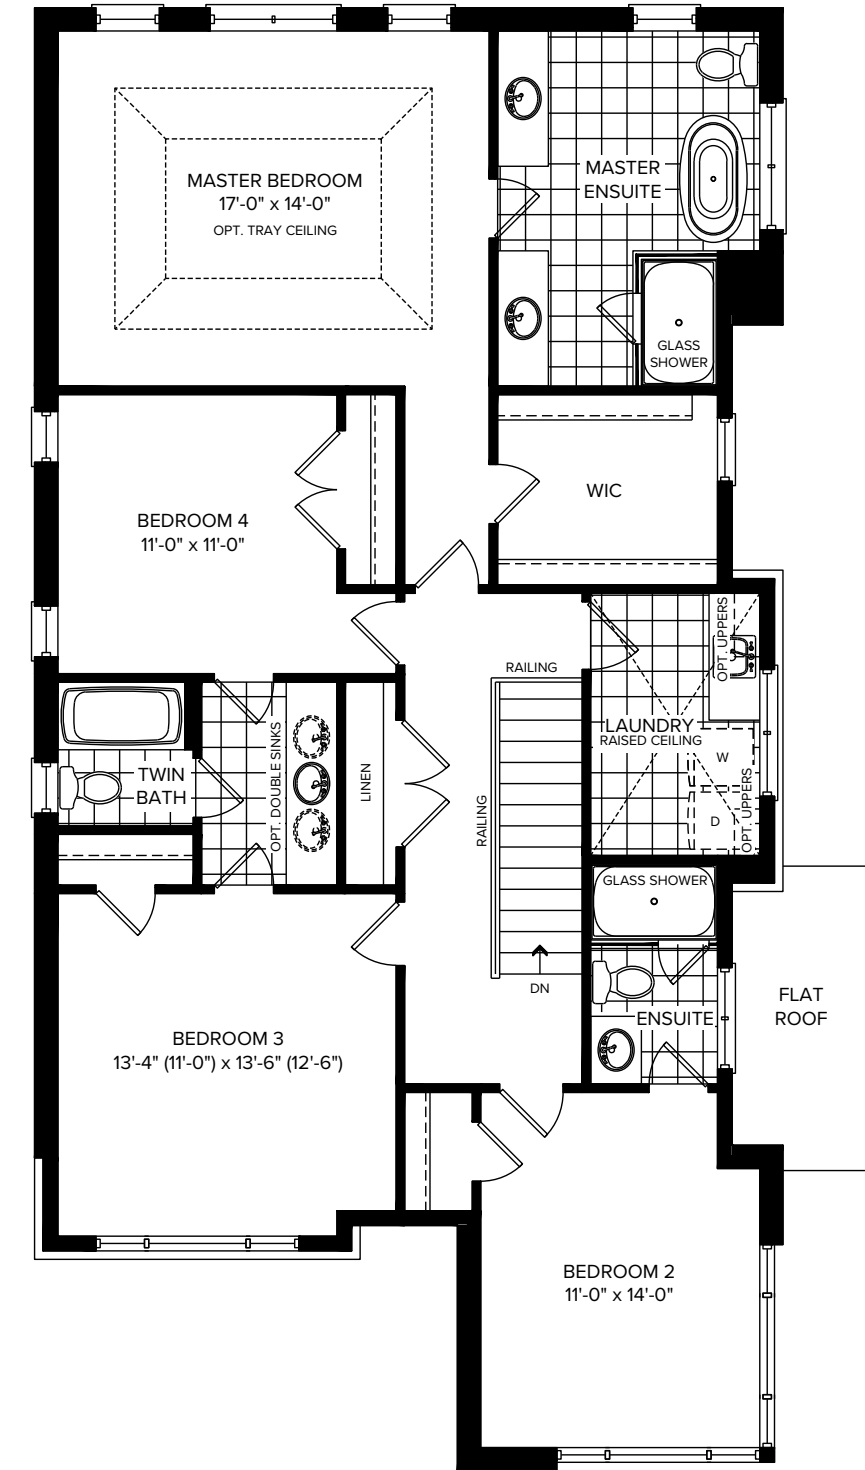 MASTER BEDROOM
17'-0" x 14'-0"
OPT. TRAY CEILING
MASTER
ENSUITE
GLASS
SHOWER
WIC
BEDROOM 4
11'-0" x 11'-0"
OPT. UPPERS
RAILING
LAUNDRY
RAISED CEILING
W
D
OPT. UPPERS
TWIN
BATH
OPT. DOUBLE SINKS
LINEN
RAILING
GLASS SHOWER
DN
ENSUITE
FLAT
ROOF
BEDROOM 3
13'-4" (11'-0") x 13'-6" (12'-6")
BEDROOM 2
11'-0" x 14'-0"